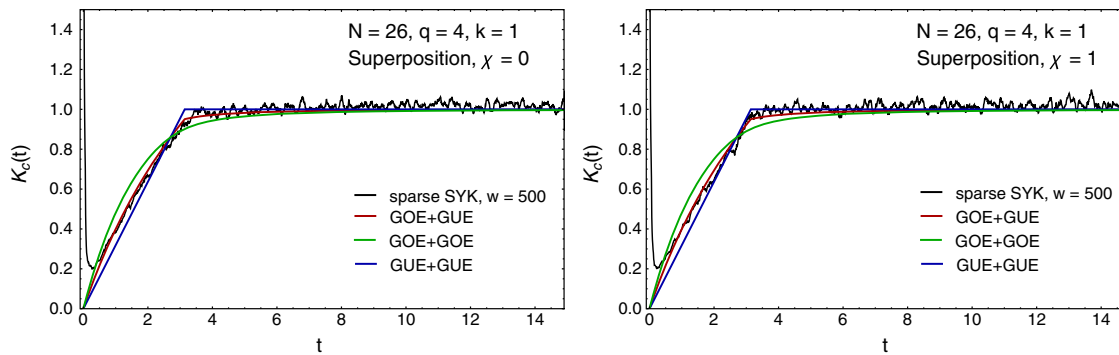 N = 26, q = 4, k = 1
Superposition, χ = 0
K_c(t)
1.4
1.2
1.0
0.8
0.6
0.4
0.2
0.0
sparse SYK, w = 500
GOE+GUE
GOE+GOE
GUE+GUE
0 2 4 6 8 10 12 14
t
N = 26, q = 4, k = 1
Superposition, χ = 1
K_c(t)
1.4
1.2
1.0
0.8
0.6
0.4
0.2
0.0
sparse SYK, w = 500
GOE+GUE
GOE+GOE
GUE+GUE
0 2 4 6 8 10 12 14
t